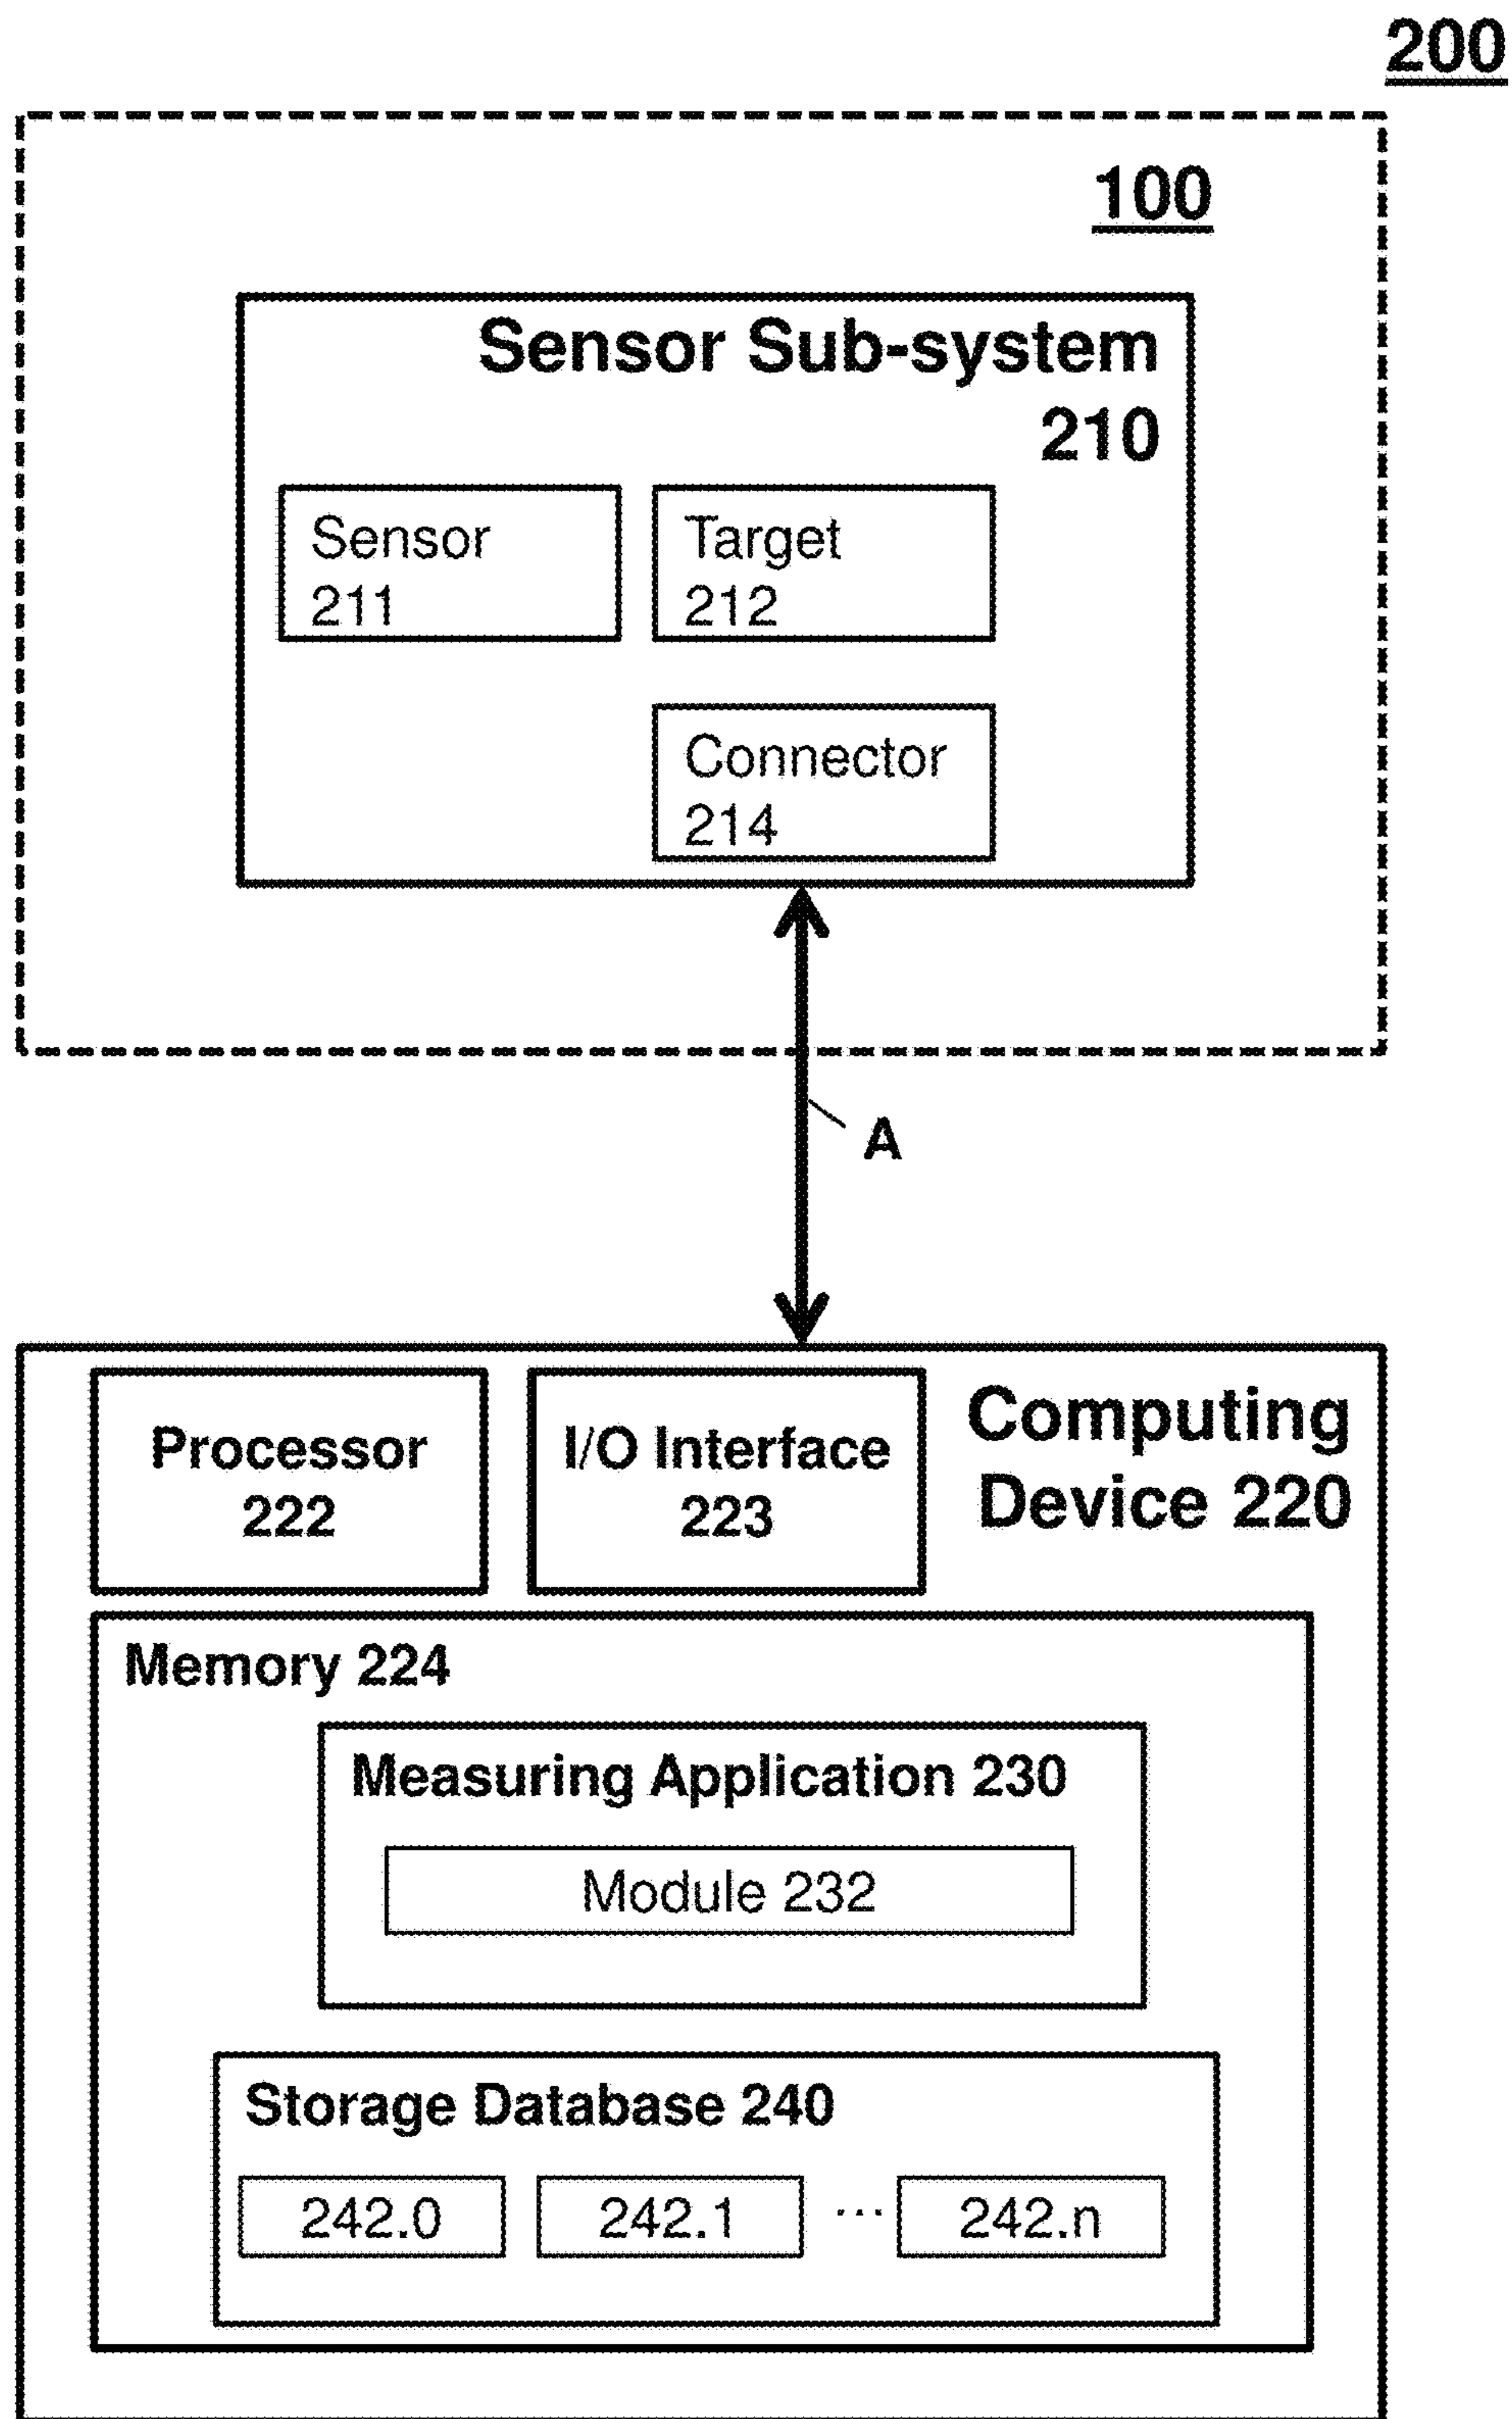 200
100
Sensor Sub-system
210
Sensor
211
Target
212
Connector
214
A
Processor
222
I/O Interface
223
Computing
Device 220
Memory 224
Measuring Application 230
Module 232
Storage Database 240
242.0 242.1 ... 242.n